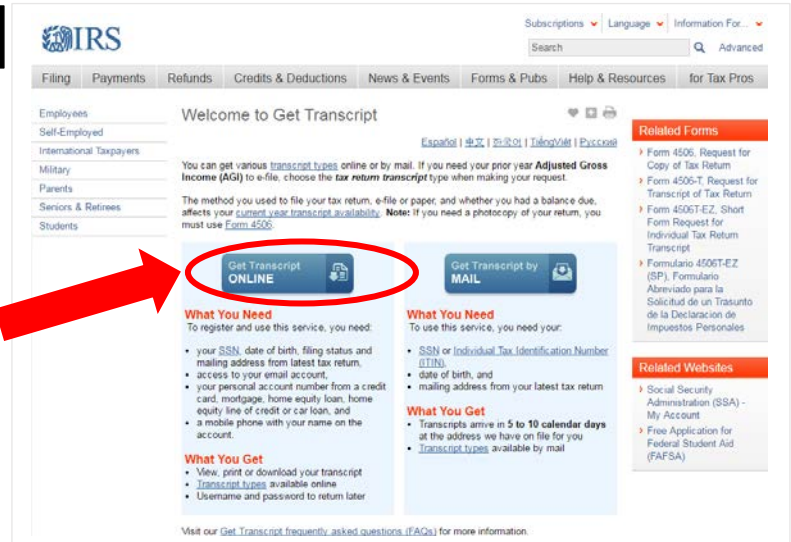 Subscriptions Language Information For...
IRS
Search Advanced
Filing Payments Refunds Credits & Deductions News & Events Forms & Pubs Help & Resources for Tax Pros
Employees
Self-Employed
International Taxpayers
Military
Parents
Seniors & Retirees
Students
Welcome to Get Transcript
Español | 中文 | 한국어 | TiếngViệt | Русский
You can get various transcript types online or by mail. If you need your prior year Adjusted Gross
Income (AGI) to e-file, choose the tax return transcript type when making your request.
The method you used to file your tax return, e-file or paper, and whether you had a balance due,
affects your current year transcript availability. Note: If you need a photocopy of your return, you
must use Form 4506.
Get Transcript
ONLINE
What You Need
To register and use this service, you need:
• your SSN, date of birth, filing status and
mailing address from latest tax return,
• access to your email account,
• your personal account number from a credit
card, mortgage, home equity loan, home
equity line of credit or car loan, and
• a mobile phone with your name on the
account.
What You Get
• View, print or download your transcript
• Transcript types available online
• Username and password to return later
Get Transcript by
MAIL
What You Need
To use this service, you need your:
• SSN or Individual Tax Identification Number
(ITIN),
• date of birth, and
• mailing address from your latest tax return
What You Get
• Transcripts arrive in 5 to 10 calendar days
at the address we have on file for you
• Transcript types available by mail
Visit our Get Transcript frequently asked questions (FAQs) for more information.
Related Forms
Form 4506, Request for
Copy of Tax Return
Form 4506-T, Request for
Transcript of Tax Return
Form 4506T-EZ, Short
Form Request for
Individual Tax Return
Transcript
Formulario 4506T-EZ
(SP), Formulario
Abreviado para la
Solicitud de un Trasunto
de la Declaracion de
Impuestos Personales
Related Websites
Social Security
Administration (SSA) -
My Account
Free Application for
Federal Student Aid
(FAFSA)